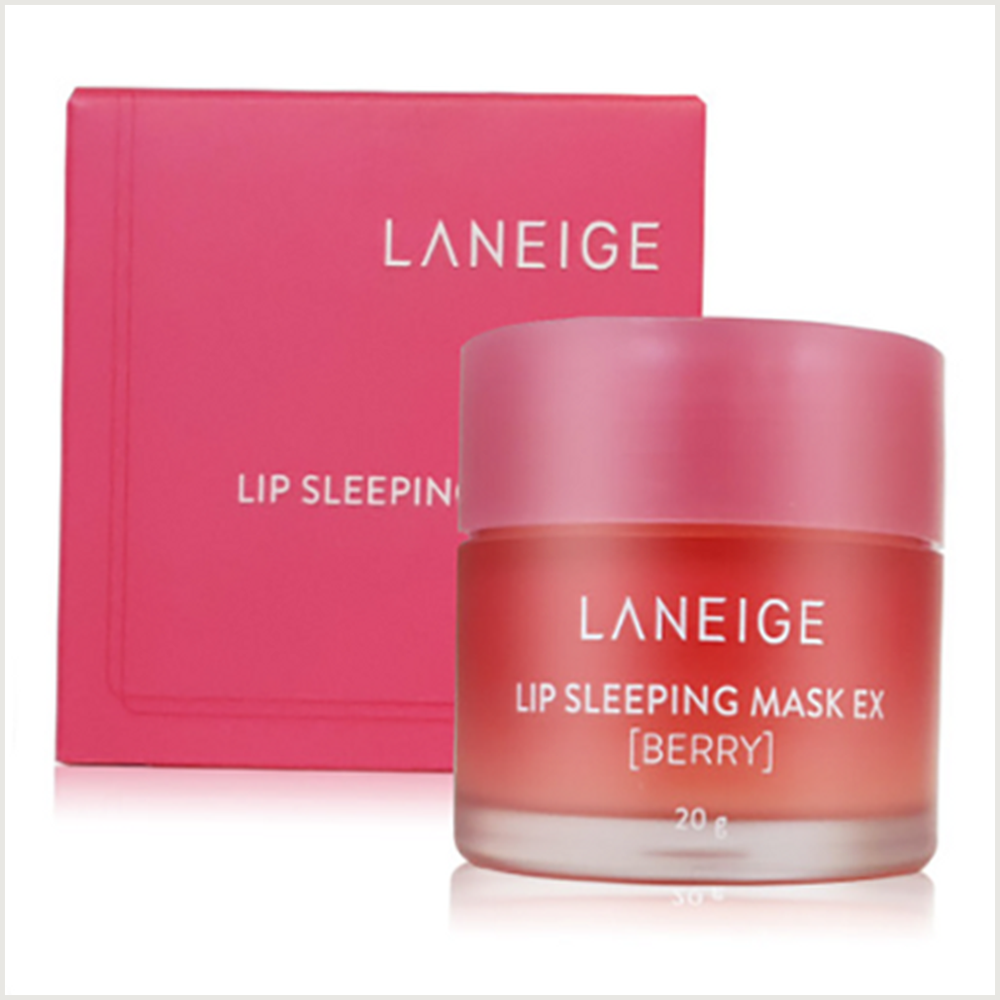 LANEIGE
LIP SLEEPING
LANEIGE
LIP SLEEPING MASK EX
[BERRY]
20 g